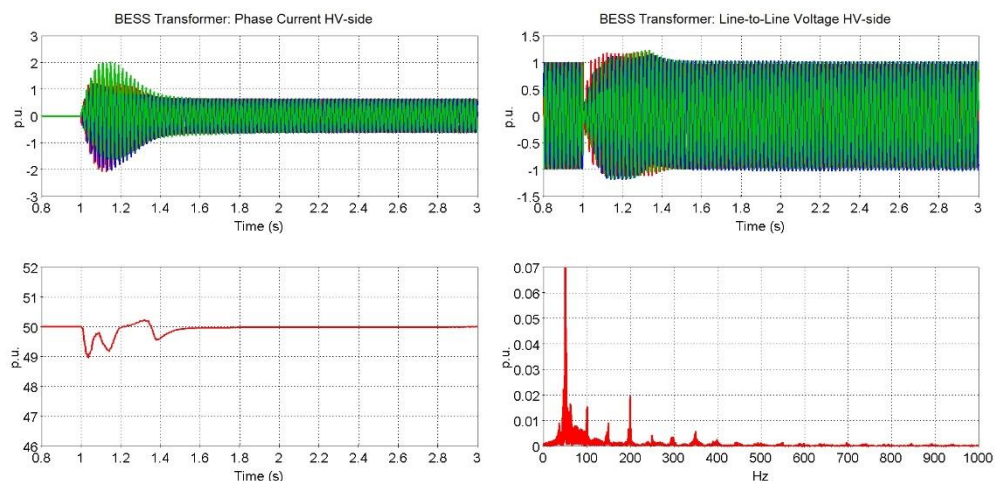 BESS Transformer: Phase Current HV-side
3
2
1
0
-1
-2
-3
p.u.
0.8 1 1.2 1.4 1.6 1.8 2 2.2 2.4 2.6 2.8 3
Time (s)
BESS Transformer: Line-to-Line Voltage HV-side
1.5
1
0.5
0
-0.5
-1
-1.5
p.u.
0.8 1 1.2 1.4 1.6 1.8 2 2.2 2.4 2.6 2.8 3
Time (s)
52
51
50
49
48
47
46
p.u.
0.8 1 1.2 1.4 1.6 1.8 2 2.2 2.4 2.6 2.8 3
Time (s)
0.07
0.06
0.05
0.04
0.03
0.02
0.01
0
p.u.
0 100 200 300 400 500 600 700 800 900 1000
Hz